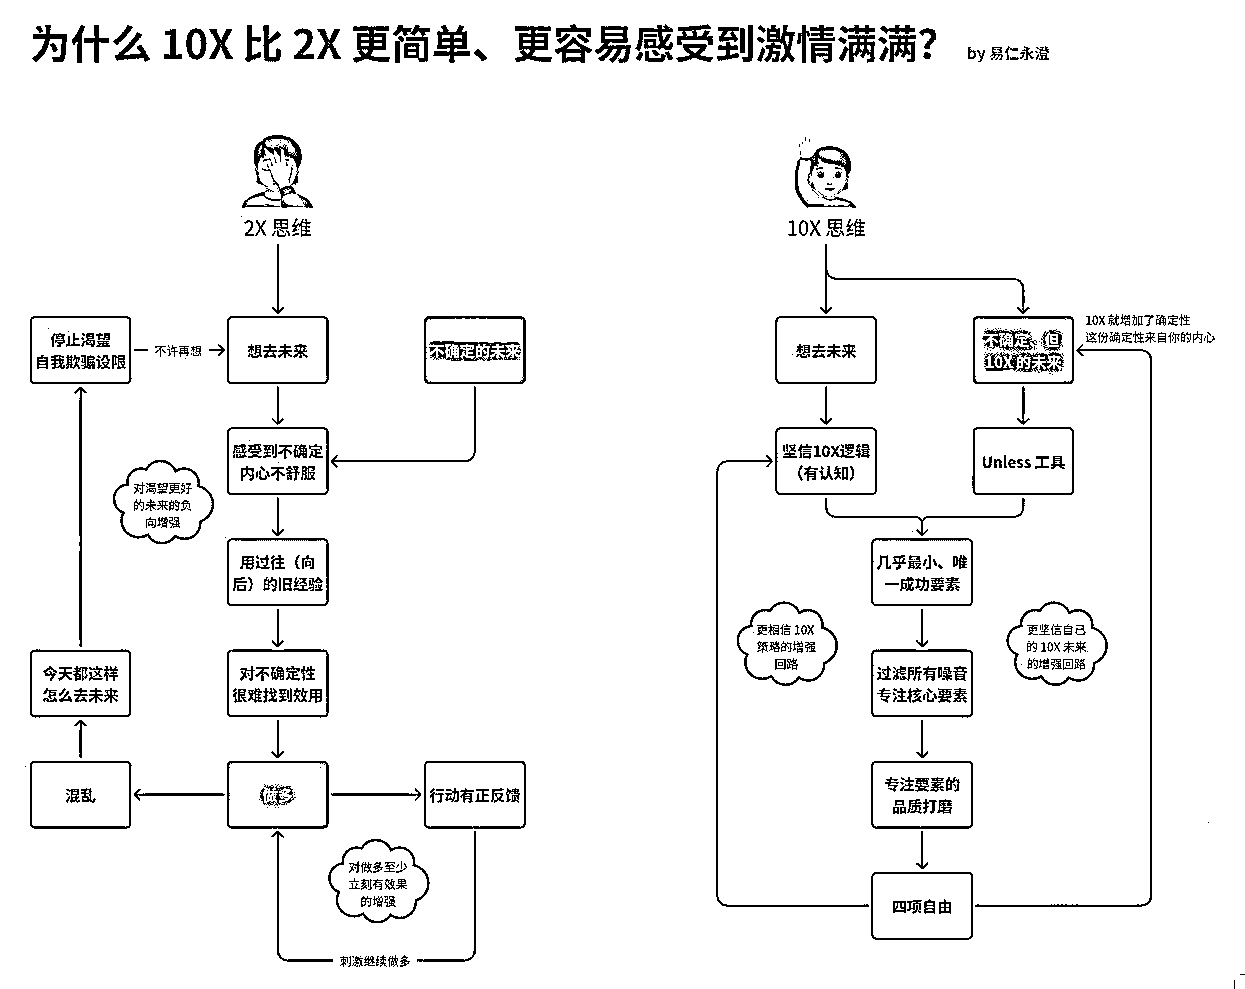 为什么 10X 比 2X 更简单、更容易感受到激情满满？ by 易仁永澄
2X 思维
停止渴望
自我欺骗设限
不许再想
想去未来
不确定的未来
感受到不确定
内心不舒服
对渴望更好
的未来的负
向增强
用过往（向
后）的旧经验
今天都这样
怎么去未来
对不确定性
很难找到效用
混乱
做多
行动有正反馈
对做多至少
立刻有效果
的增强
刺激继续做多
10X 思维
想去未来
不确定、但
10X 的未来
10X 就增加了确定性
这份确定性来自你的内心
坚信10X逻辑
（有认知）
Unless 工具
几乎最小、唯
一成功要素
更相信 10X
策略的增强
回路
更坚信自己
的 10X 未来
的增强回路
过滤所有噪音
专注核心要素
专注要素的
品质打磨
四项自由